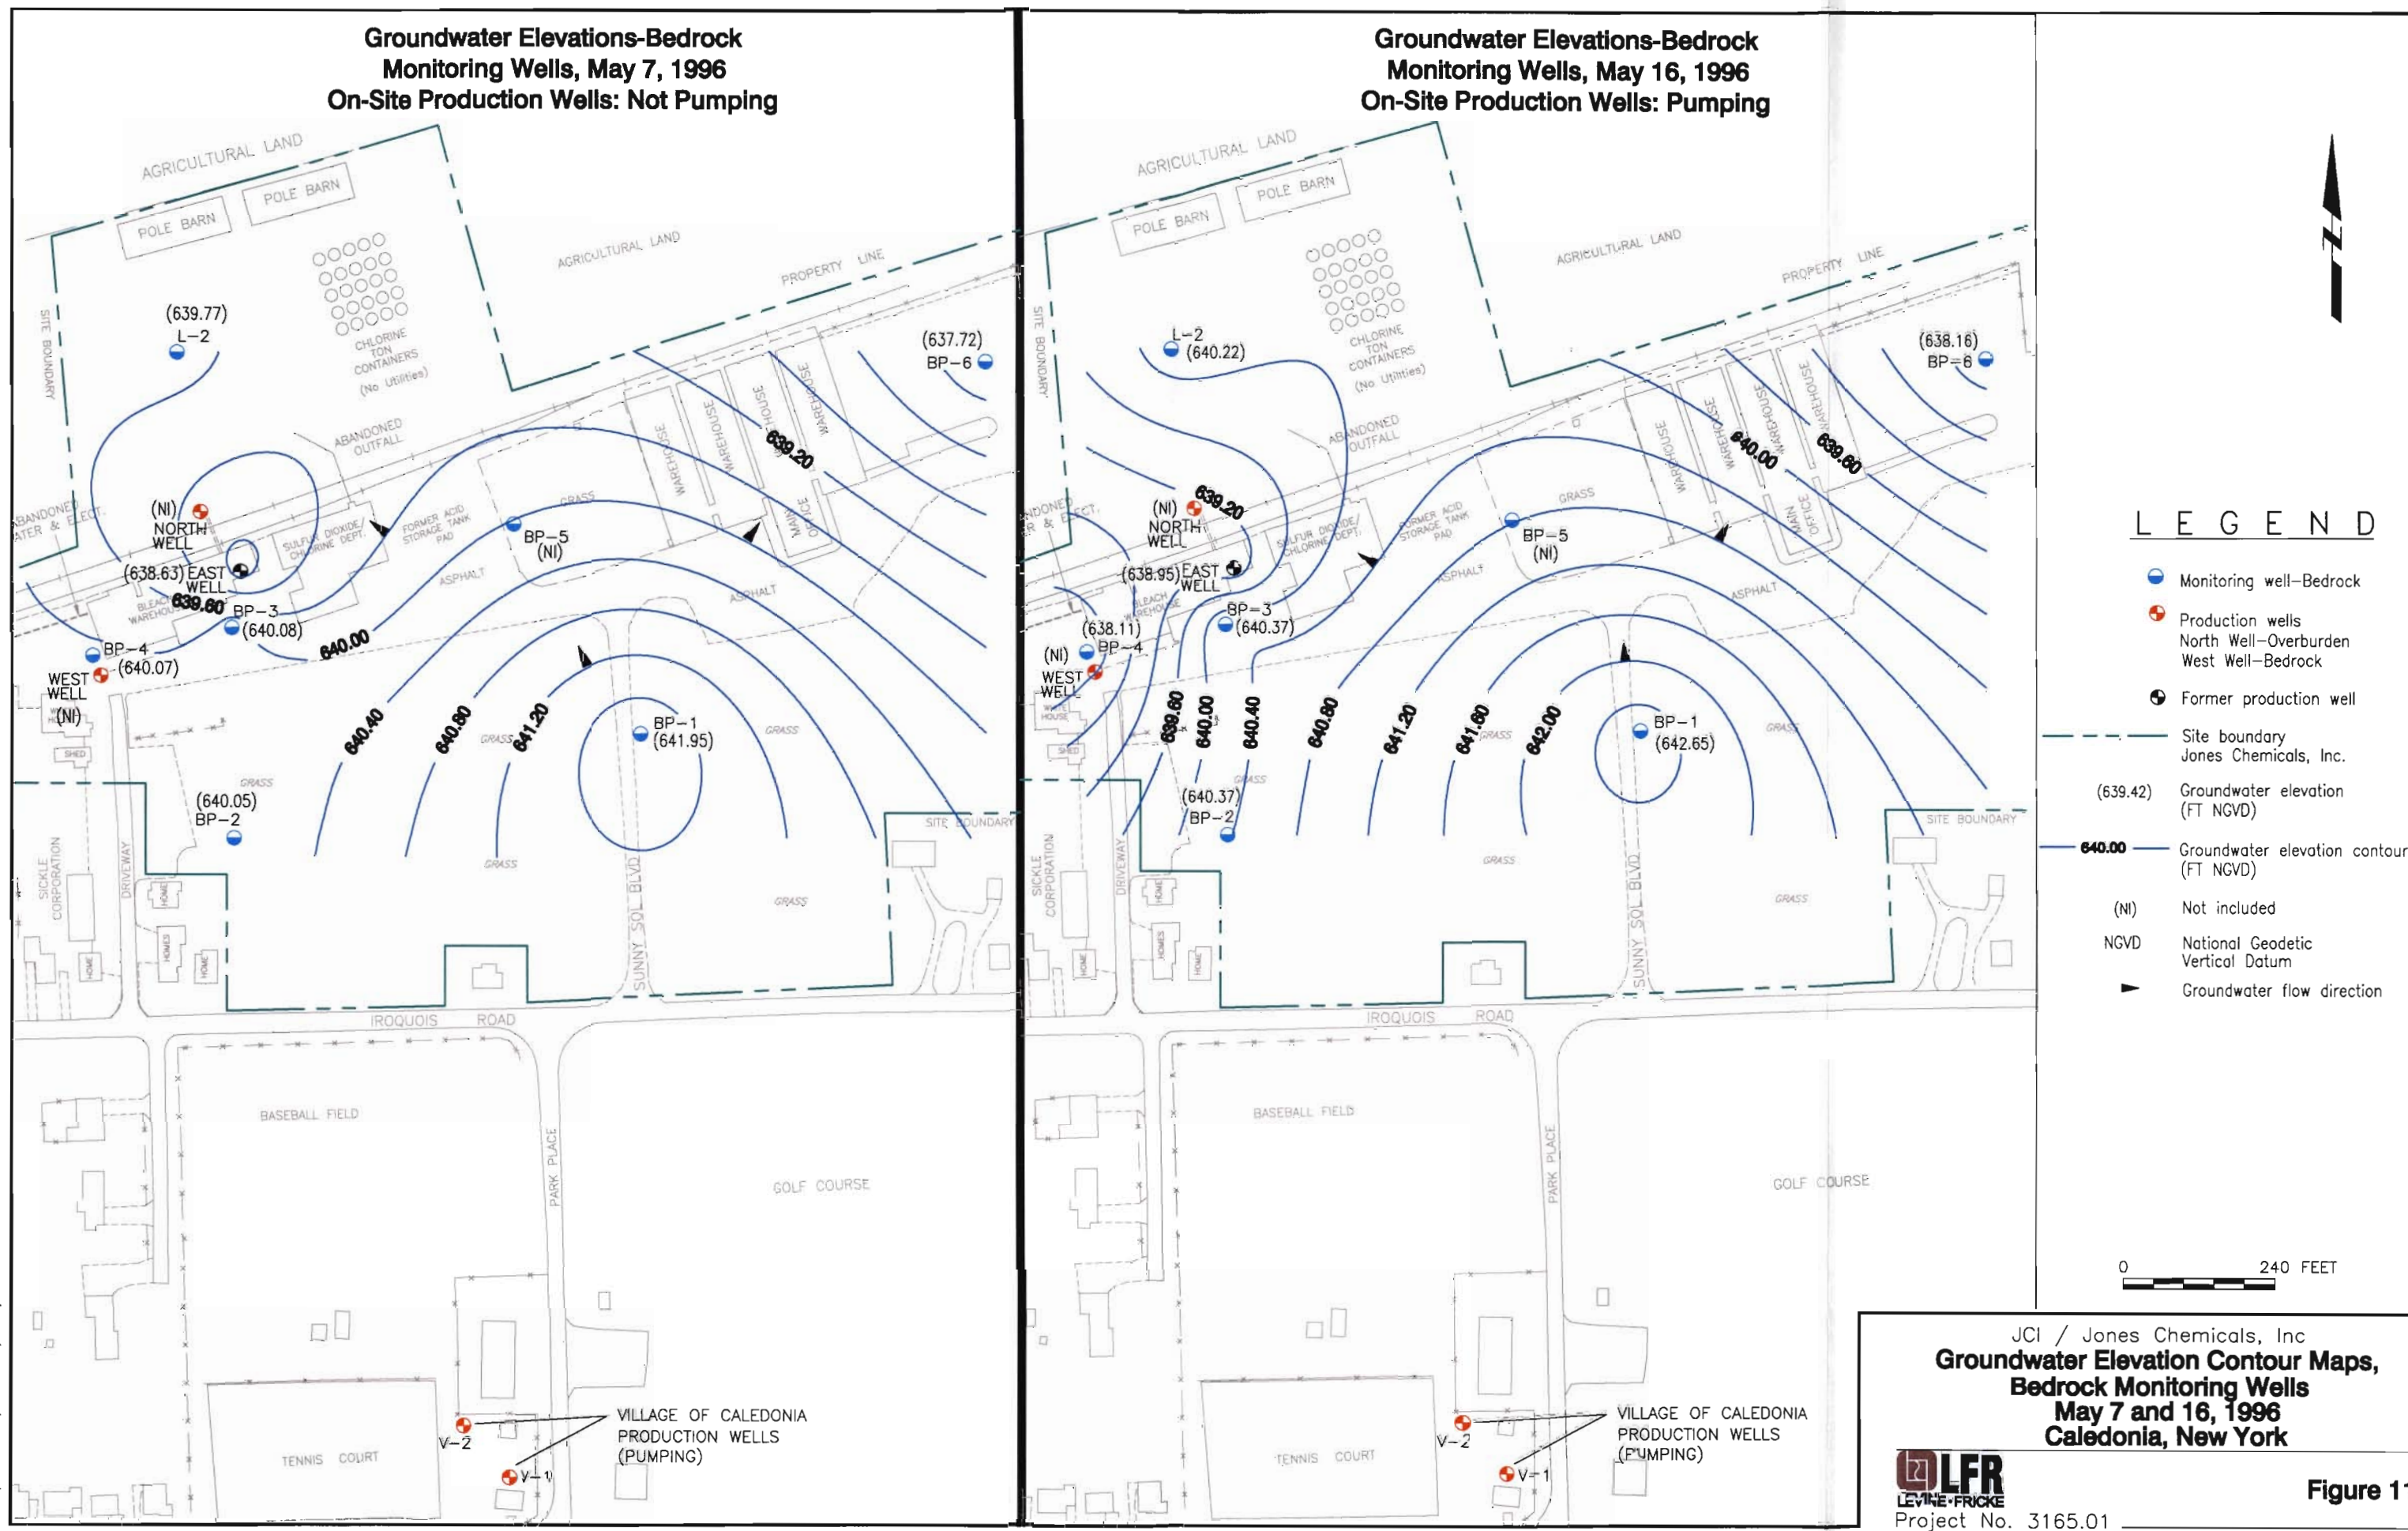 Groundwater Elevations-Bedrock
Monitoring Wells, May 7, 1996
On-Site Production Wells: Not Pumping
AGRICULTURAL LAND
POLE BARN
POLE BARN
AGRICULTURAL LAND
PROPERTY LINE
SITE BOUNDARY
(639.77)
L-2
CHLORINE
TON
CONTAINERS
(No Utilities)
(637.72)
BP-6
ABANDONED
OUTFALL
WAREHOUSE
WAREHOUSE
WAREHOUSE
639.20
(NI)
NORTH
WELL
SULFUR DIOXIDE/
CHLORINE DEPT.
FORMER ACID
STORAGE TANK
PAD
GRASS
BP-5
(NI)
MAIN
OFFICE
(638.63) EAST
WELL
BLEACH
WAREHOUSE
639.60
BP-3
(640.08)
ASPHALT
ASPHALT
640.00
BP-4
(640.07)
WEST
WELL
(NI)
SHED
640.40
640.80
641.20
GRASS
BP-1
(641.95)
GRASS
GRASS
(640.05)
BP-2
SITE BOUNDARY
SICKLE
CORPORATION
DRIVEWAY
HOME
HOMES
HOME
HOME
GRASS
GRASS
SUNNY SOL BLVD
IROQUOIS ROAD
BASEBALL FIELD
PARK PLACE
GOLF COURSE
TENNIS COURT
V-2
V-1
VILLAGE OF CALEDONIA
PRODUCTION WELLS
(PUMPING)
Groundwater Elevations-Bedrock
Monitoring Wells, May 16, 1996
On-Site Production Wells: Pumping
AGRICULTURAL LAND
POLE BARN
POLE BARN
AGRICULTURAL LAND
PROPERTY LINE
SITE BOUNDARY
L-2
(640.22)
CHLORINE
TON
CONTAINERS
(No Utilities)
(638.16)
BP-6
ABANDONED
OUTFALL
WAREHOUSE
WAREHOUSE
WAREHOUSE
640.00
639.60
639.20
(NI)
NORTH
WELL
SULFUR DIOXIDE/
CHLORINE DEPT.
FORMER ACID
STORAGE TANK
PAD
GRASS
BP-5
(NI)
MAIN
OFFICE
(638.95) EAST
WELL
BLEACH
WAREHOUSE
BP-3
(640.37)
ASPHALT
ASPHALT
(638.11)
BP-4
(NI)
WEST
WELL
WHITE
HOUSE
SHED
639.60
640.00
640.40
640.80
641.20
641.60
642.00
GRASS
BP-1
(642.65)
GRASS
GRASS
(640.37)
BP-2
SITE BOUNDARY
SICKLE
CORPORATION
DRIVEWAY
HOME
HOMES
HOME
HOME
GRASS
GRASS
SUNNY SOL BLVD
IROQUOIS ROAD
BASEBALL FIELD
PARK PLACE
GOLF COURSE
TENNIS COURT
V-2
V-1
VILLAGE OF CALEDONIA
PRODUCTION WELLS
(PUMPING)
N
LEGEND
Monitoring well-Bedrock
Production wells
North Well-Overburden
West Well-Bedrock
Former production well
Site boundary
Jones Chemicals, Inc.
(639.42) Groundwater elevation
(FT NGVD)
640.00 Groundwater elevation contour
(FT NGVD)
(NI) Not included
NGVD National Geodetic
Vertical Datum
Groundwater flow direction
0 240 FEET
JCI / Jones Chemicals, Inc
Groundwater Elevation Contour Maps,
Bedrock Monitoring Wells
May 7 and 16, 1996
Caledonia, New York
LFR
LEVINE·FRICKE
Figure 11
Project No. 3165.01